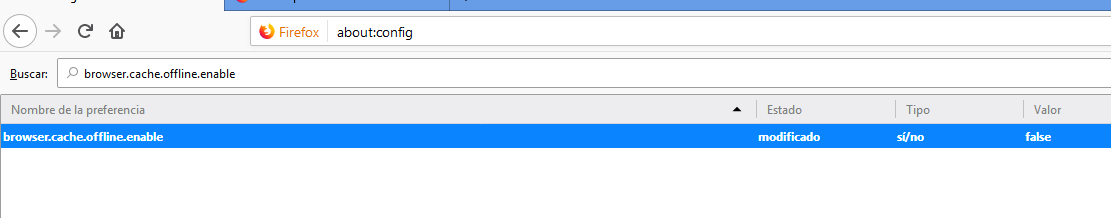 Firefox about:config
Buscar: browser.cache.offline.enable
Nombre de la preferencia Estado Tipo Valor
browser.cache.offline.enable modificado sí/no false